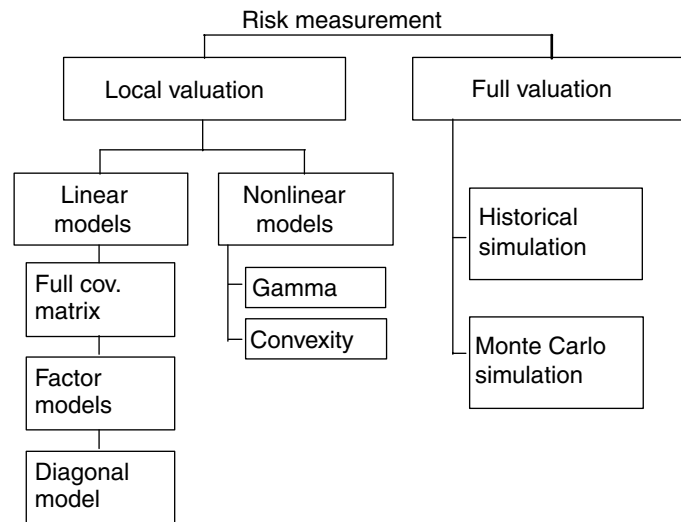 Risk measurement
Local valuation
Full valuation
Linear
models
Nonlinear
models
Full cov.
matrix
Gamma
Convexity
Factor
models
Diagonal
model
Historical
simulation
Monte Carlo
simulation